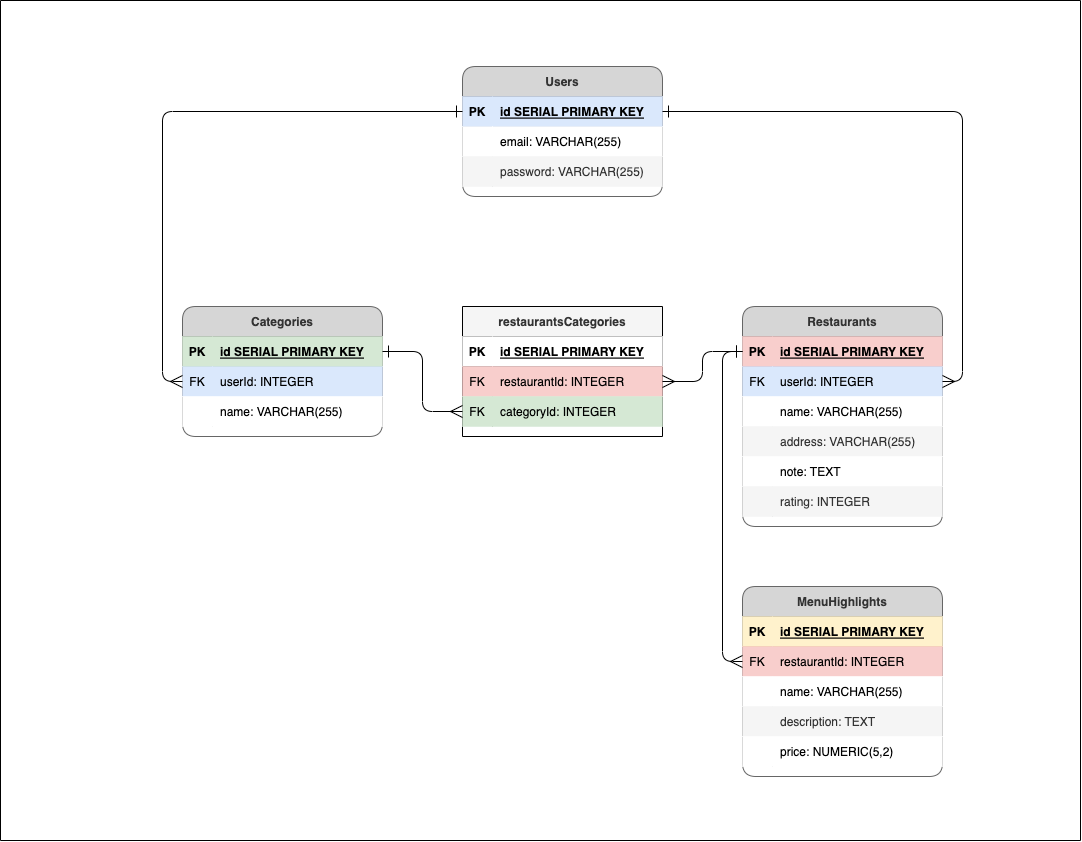 Users
PK id SERIAL PRIMARY KEY
email: VARCHAR(255)
password: VARCHAR(255)
Categories
PK id SERIAL PRIMARY KEY
FK userId: INTEGER
name: VARCHAR(255)
restaurantsCategories
PK id SERIAL PRIMARY KEY
FK restaurantId: INTEGER
FK categoryId: INTEGER
Restaurants
PK id SERIAL PRIMARY KEY
FK userId: INTEGER
name: VARCHAR(255)
address: VARCHAR(255)
note: TEXT
rating: INTEGER
MenuHighlights
PK id SERIAL PRIMARY KEY
FK restaurantId: INTEGER
name: VARCHAR(255)
description: TEXT
price: NUMERIC(5,2)